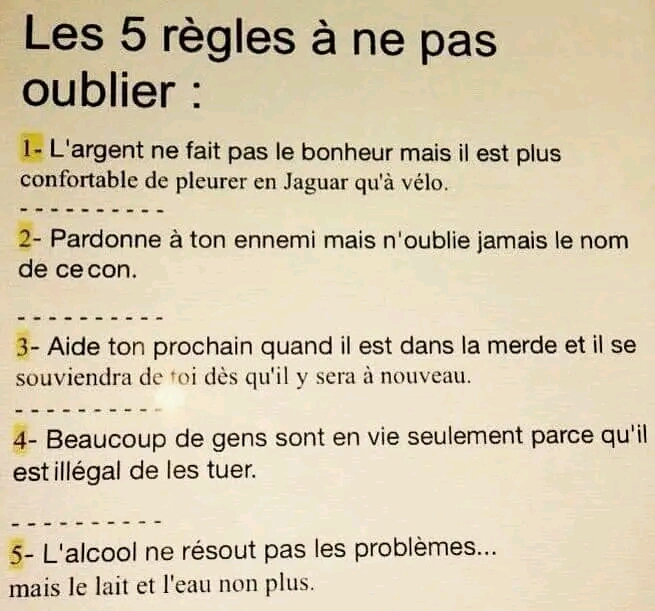 Les 5 règles à ne pas
oublier :
1- L'argent ne fait pas le bonheur mais il est plus
confortable de pleurer en Jaguar qu'à vélo.
- - - - - - - - - -
2- Pardonne à ton ennemi mais n'oublie jamais le nom
de ce con.
- - - - - - - - - -
3- Aide ton prochain quand il est dans la merde et il se
souviendra de toi dès qu'il y sera à nouveau.
- - - - - - - - - -
4- Beaucoup de gens sont en vie seulement parce qu'il
est illégal de les tuer.
- - - - - - - - - -
5- L'alcool ne résout pas les problèmes...
mais le lait et l'eau non plus.